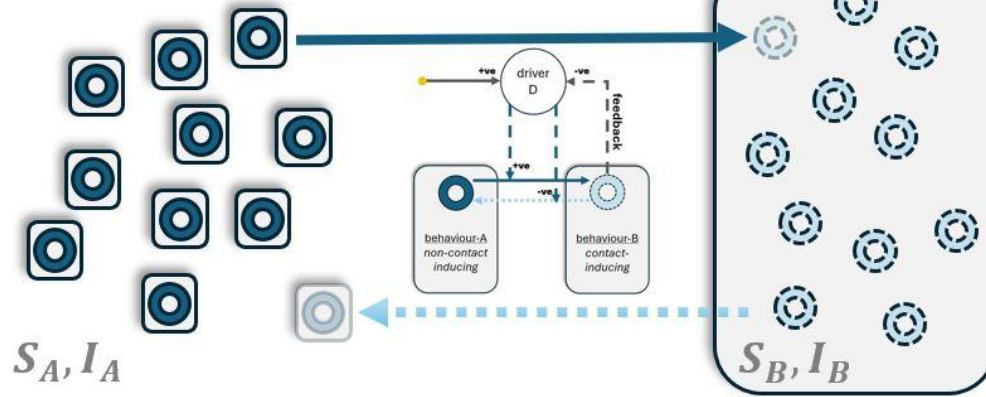 +ve
driver
D
-ve
feedback
+ve
-ve
behaviour-A
non-contact
inducing
behaviour-B
contact-
inducing
S_A, I_A
S_B, I_B